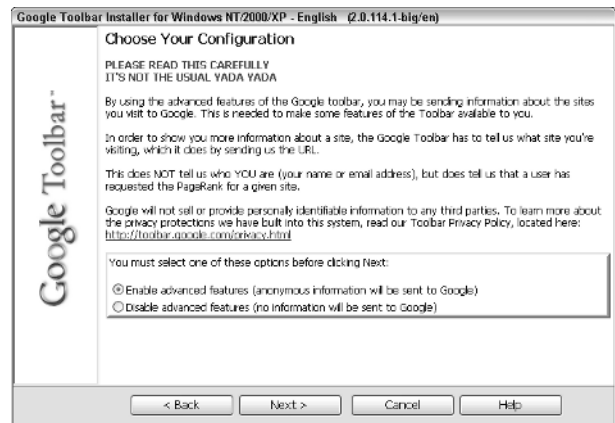 Google Toolbar Installer for Windows NT/2000/XP - English (2.0.114.1-big/en)
Google Toolbar™
Choose Your Configuration
PLEASE READ THIS CAREFULLY
IT'S NOT THE USUAL YADA YADA
By using the advanced features of the Google toolbar, you may be sending information about the sites
you visit to Google. This is needed to make some features of the Toolbar available to you.
In order to show you more information about a site, the Google Toolbar has to tell us what site you're
visiting, which it does by sending us the URL.
This does NOT tell us who YOU are (your name or email address), but does tell us that a user has
requested the PageRank for a given site.
Google will not sell or provide personally identifiable information to any third parties. To learn more about
the privacy protections we have built into this system, read our Toolbar Privacy Policy, located here:
http://toolbar.google.com/privacy.html
You must select one of these options before clicking Next:
Enable advanced features (anonymous information will be sent to Google)
Disable advanced features (no information will be sent to Google)
< Back
Next >
Cancel
Help